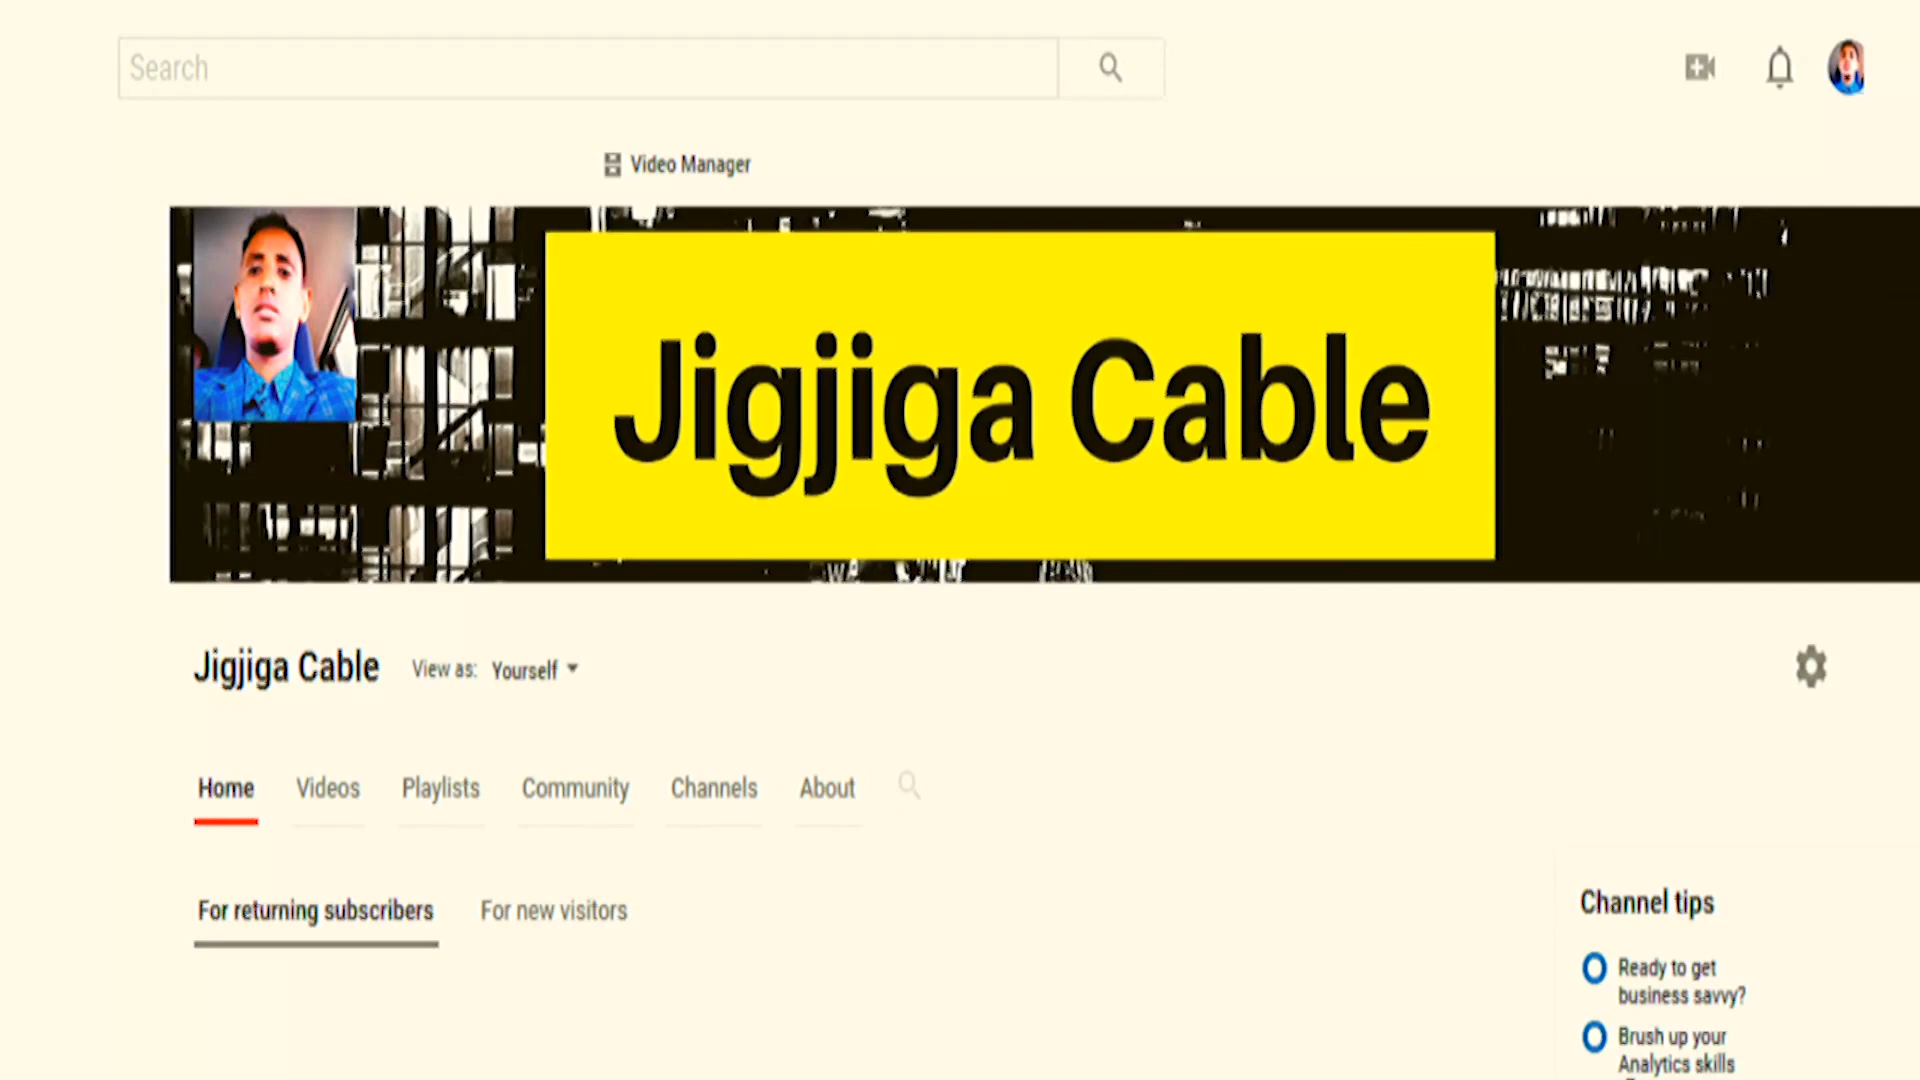 Search
Video Manager
Jigjiga Cable
Jigjiga Cable View as: Yourself
Home Videos Playlists Community Channels About
For returning subscribers For new visitors
Channel tips
Ready to get
business savvy?
Brush up your
Analytics skills